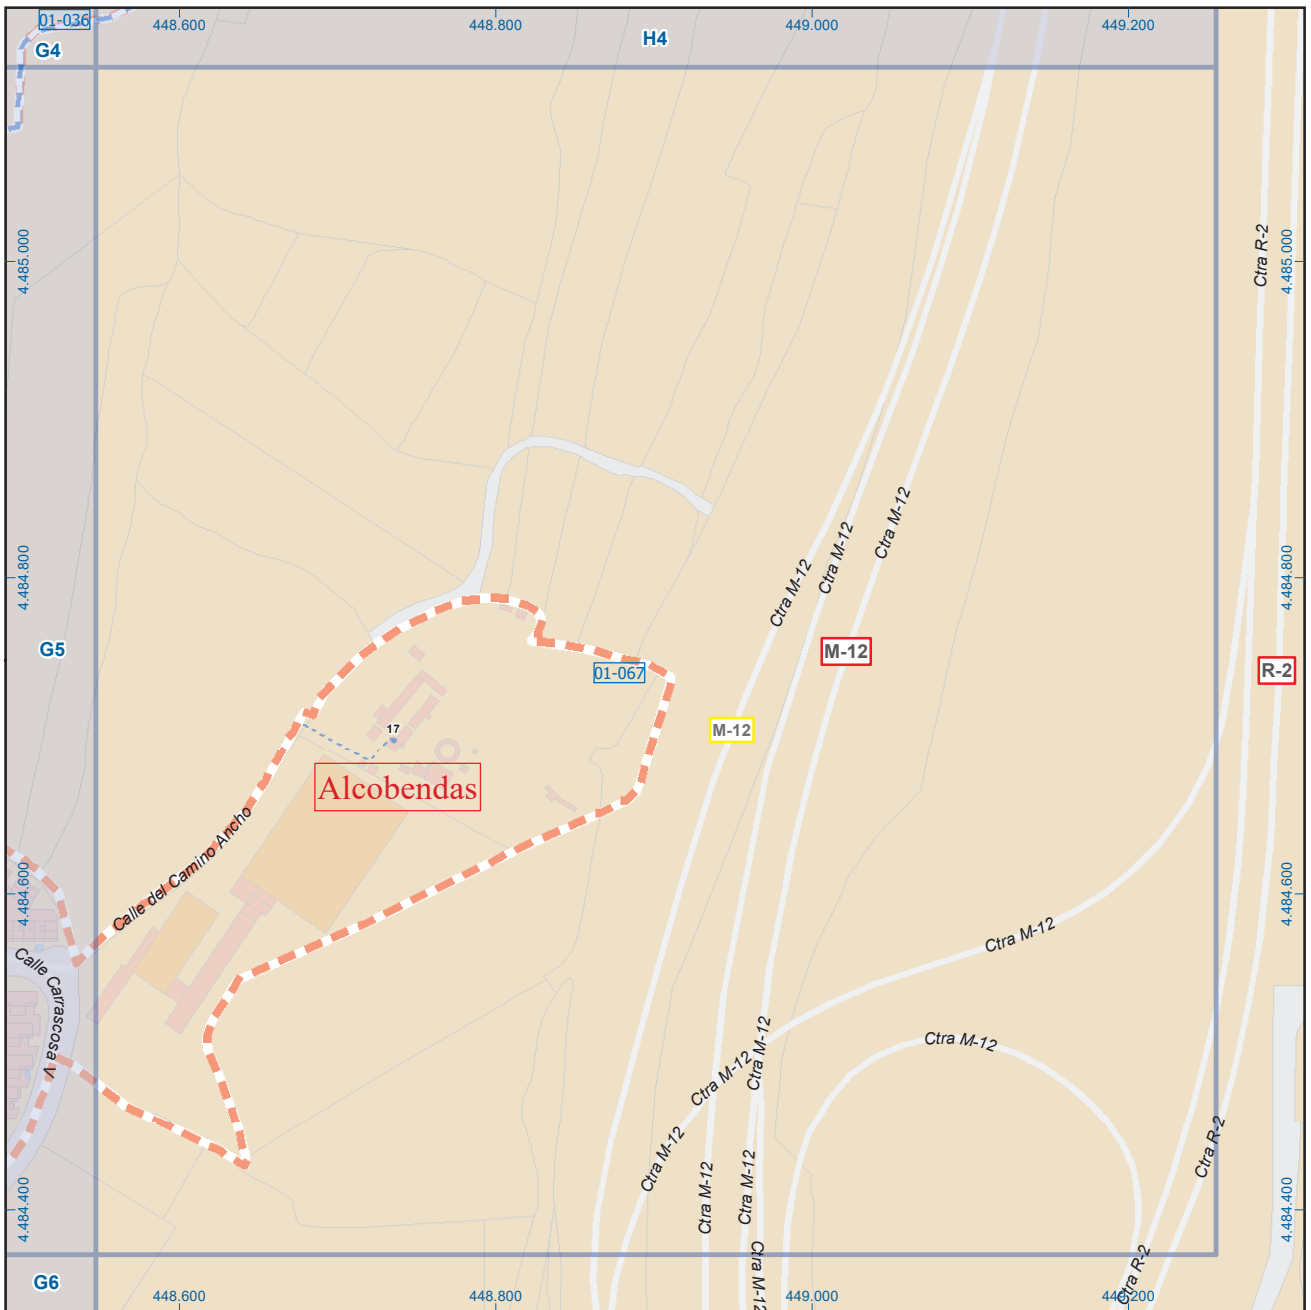 01-036
448.600
448.800
449.000
449.200
G4
H4
4.485.000
Ctra R-2
4.485.000
Ctra M-12
Ctra M-12
Ctra M-12
4.484.800
4.484.800
G5
M-12
R-2
01-067
M-12
17
Alcobendas
Calle del Camino Ancho
4.484.600
4.484.600
Ctra M-12
Calle Carrascosa V
Ctra M-12
Ctra M-12
Ctra M-12
Ctra M-12
Ctra R-2
Ctra M-12
Ctra M-12
4.484.400
4.484.400
Ctra M-12
Ctra R-2
G6
448.600
448.800
449.000
449.200